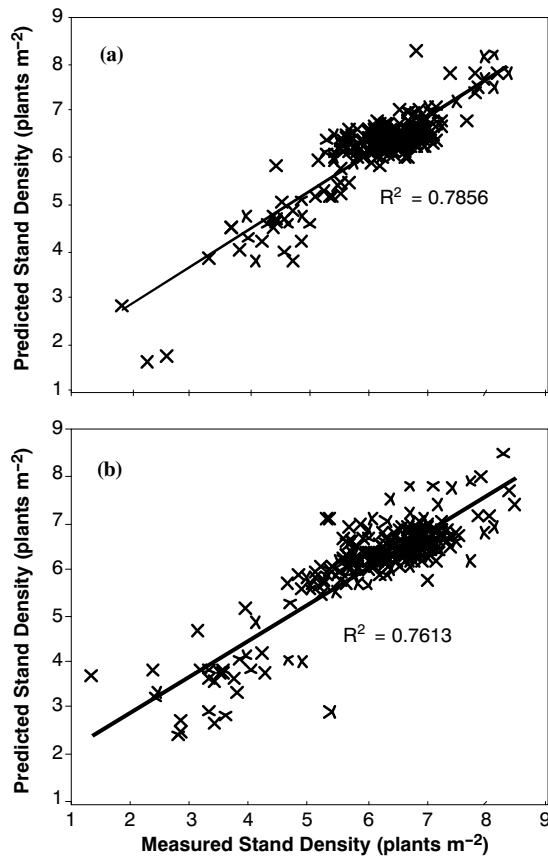 (a)
Predicted Stand Density (plants m−2)
9
8
7
6
5
4
3
2
1
R2 = 0.7856
(b)
Predicted Stand Density (plants m−2)
9
8
7
6
5
4
3
2
1
R2 = 0.7613
1 2 3 4 5 6 7 8 9
Measured Stand Density (plants m−2)